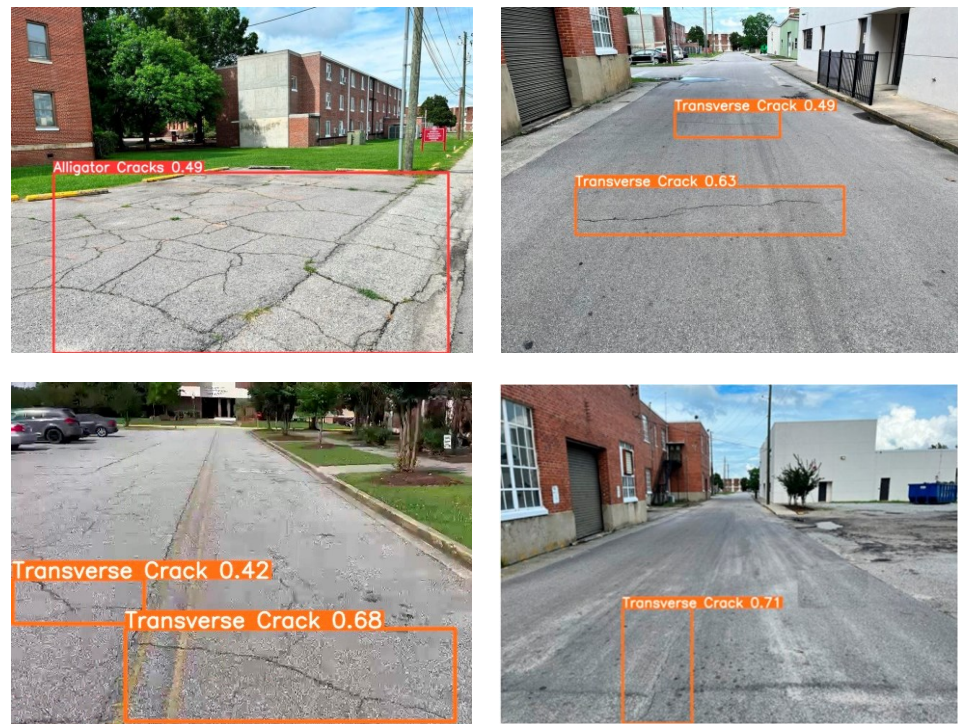 Alligator Cracks 0.49
Transverse Crack 0.49
Transverse Crack 0.63
Transverse Crack 0.42
Transverse Crack 0.68
Transverse Crack 0.71